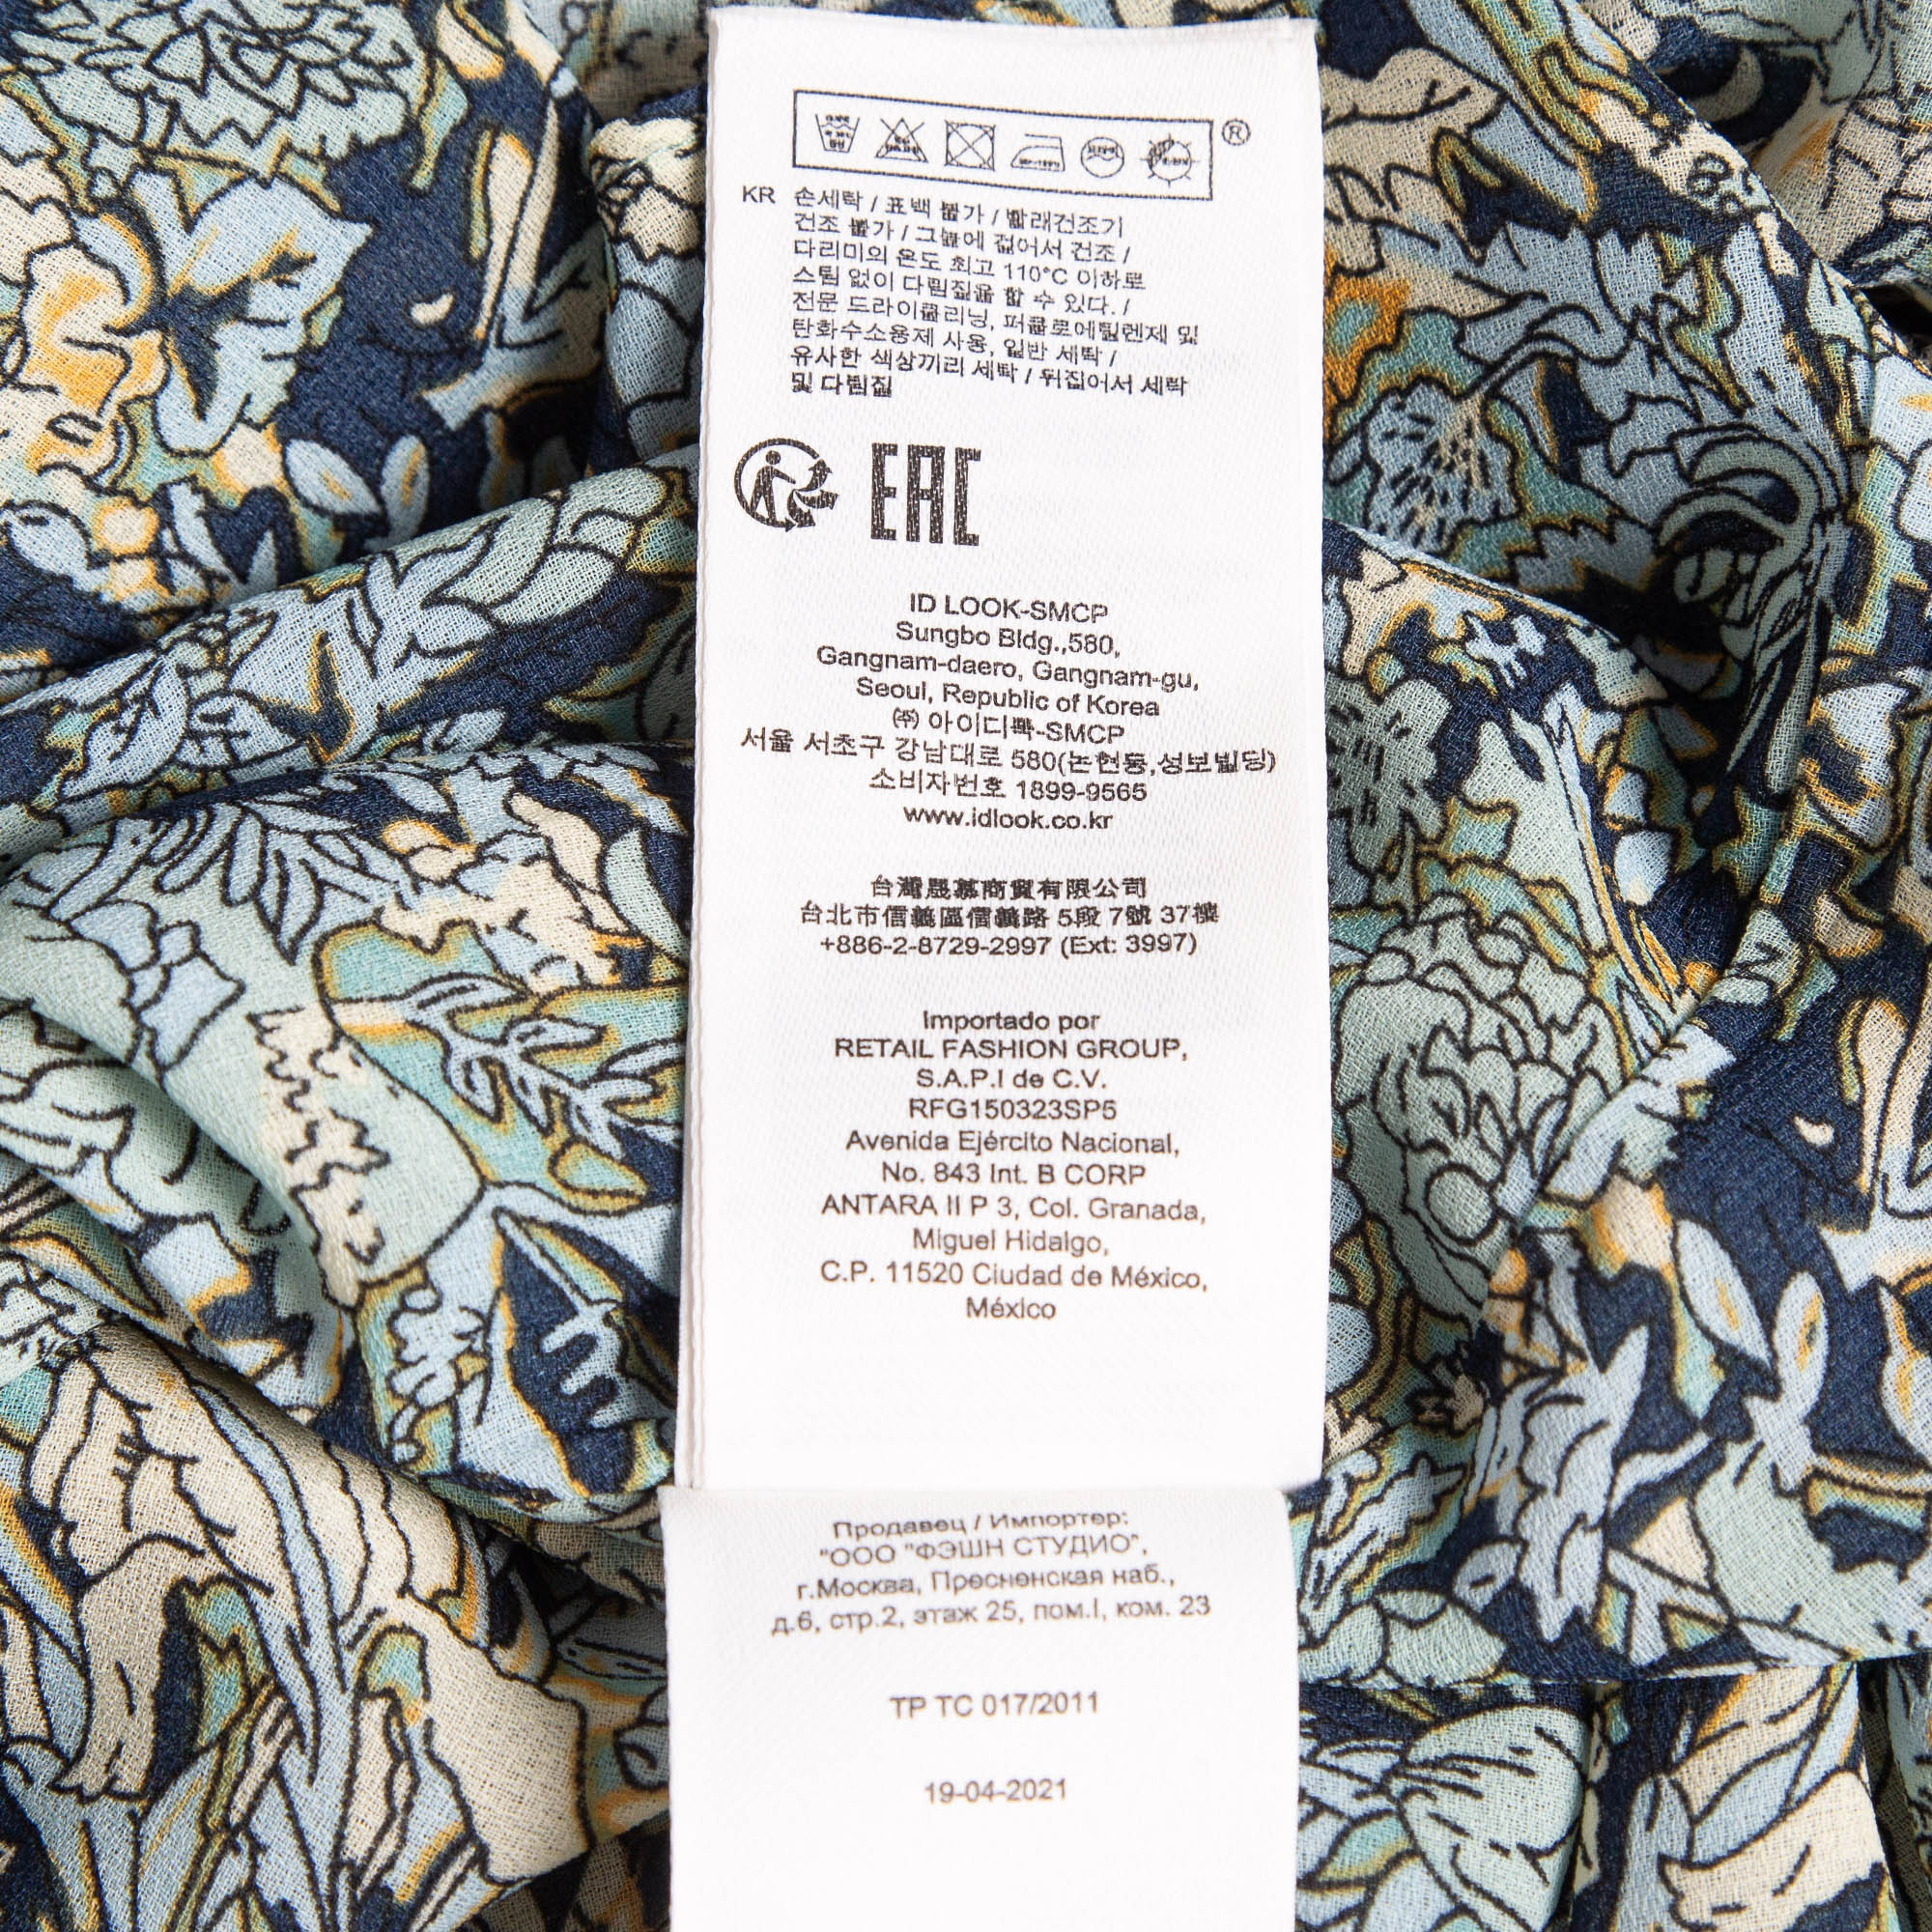 ®
KR 손세탁 / 표백 불가 / 빨래건조기
건조 불가 / 그늘에 걸어서 건조 /
다리미의 온도 최고 110°C 이하로
스팀 없이 다림질을 할 수 있다. /
전문 드라이클리닝, 퍼클로에틸렌제 및
탄화수소용제 사용, 일반 세탁 /
유사한 색상끼리 세탁 / 뒤집어서 세탁
및 다림질
EAC
ID LOOK-SMCP
Sungbo Bldg.,580,
Gangnam-daero, Gangnam-gu,
Seoul, Republic of Korea
㈜ 아이디룩-SMCP
서울 서초구 강남대로 580(논현동,성보빌딩)
소비자번호 1899-9565
www.idlook.co.kr
台灣晟慕商貿有限公司
台北市信義區信義路 5段 7號 37樓
+886-2-8729-2997 (Ext: 3997)
Importado por
RETAIL FASHION GROUP,
S.A.P.I de C.V.
RFG150323SP5
Avenida Ejército Nacional,
No. 843 Int. B CORP
ANTARA II P 3, Col. Granada,
Miguel Hidalgo,
C.P. 11520 Ciudad de México,
México
Продавец / Импортер:
"ООО "ФЭШН СТУДИО",
г.Москва, Пресненская наб.,
д.6, стр.2, этаж 25, пом.I, ком. 23
ТР ТС 017/2011
19-04-2021